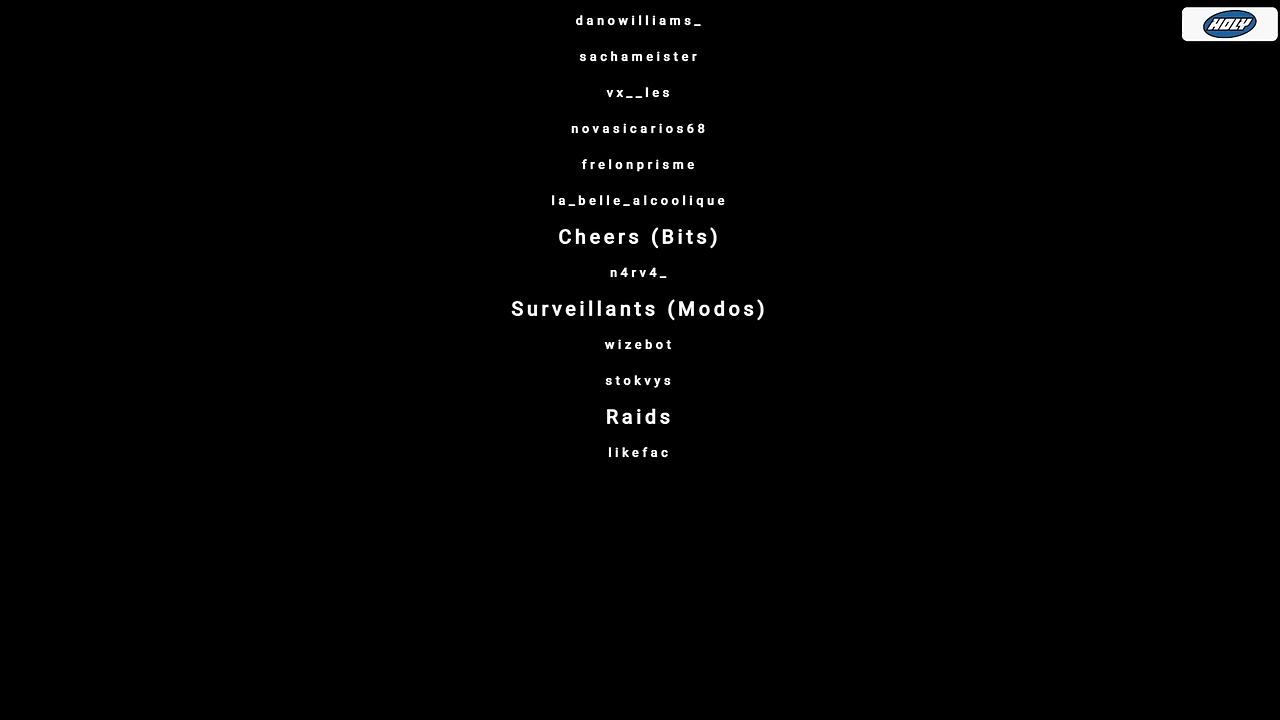 danowilliams_
HOLY
sachameister
vx__les
novasicarios68
frelonprisme
la_belle_alcoolique
Cheers (Bits)
n4rv4_
Surveillants (Modos)
wizebot
stokvys
Raids
likefac